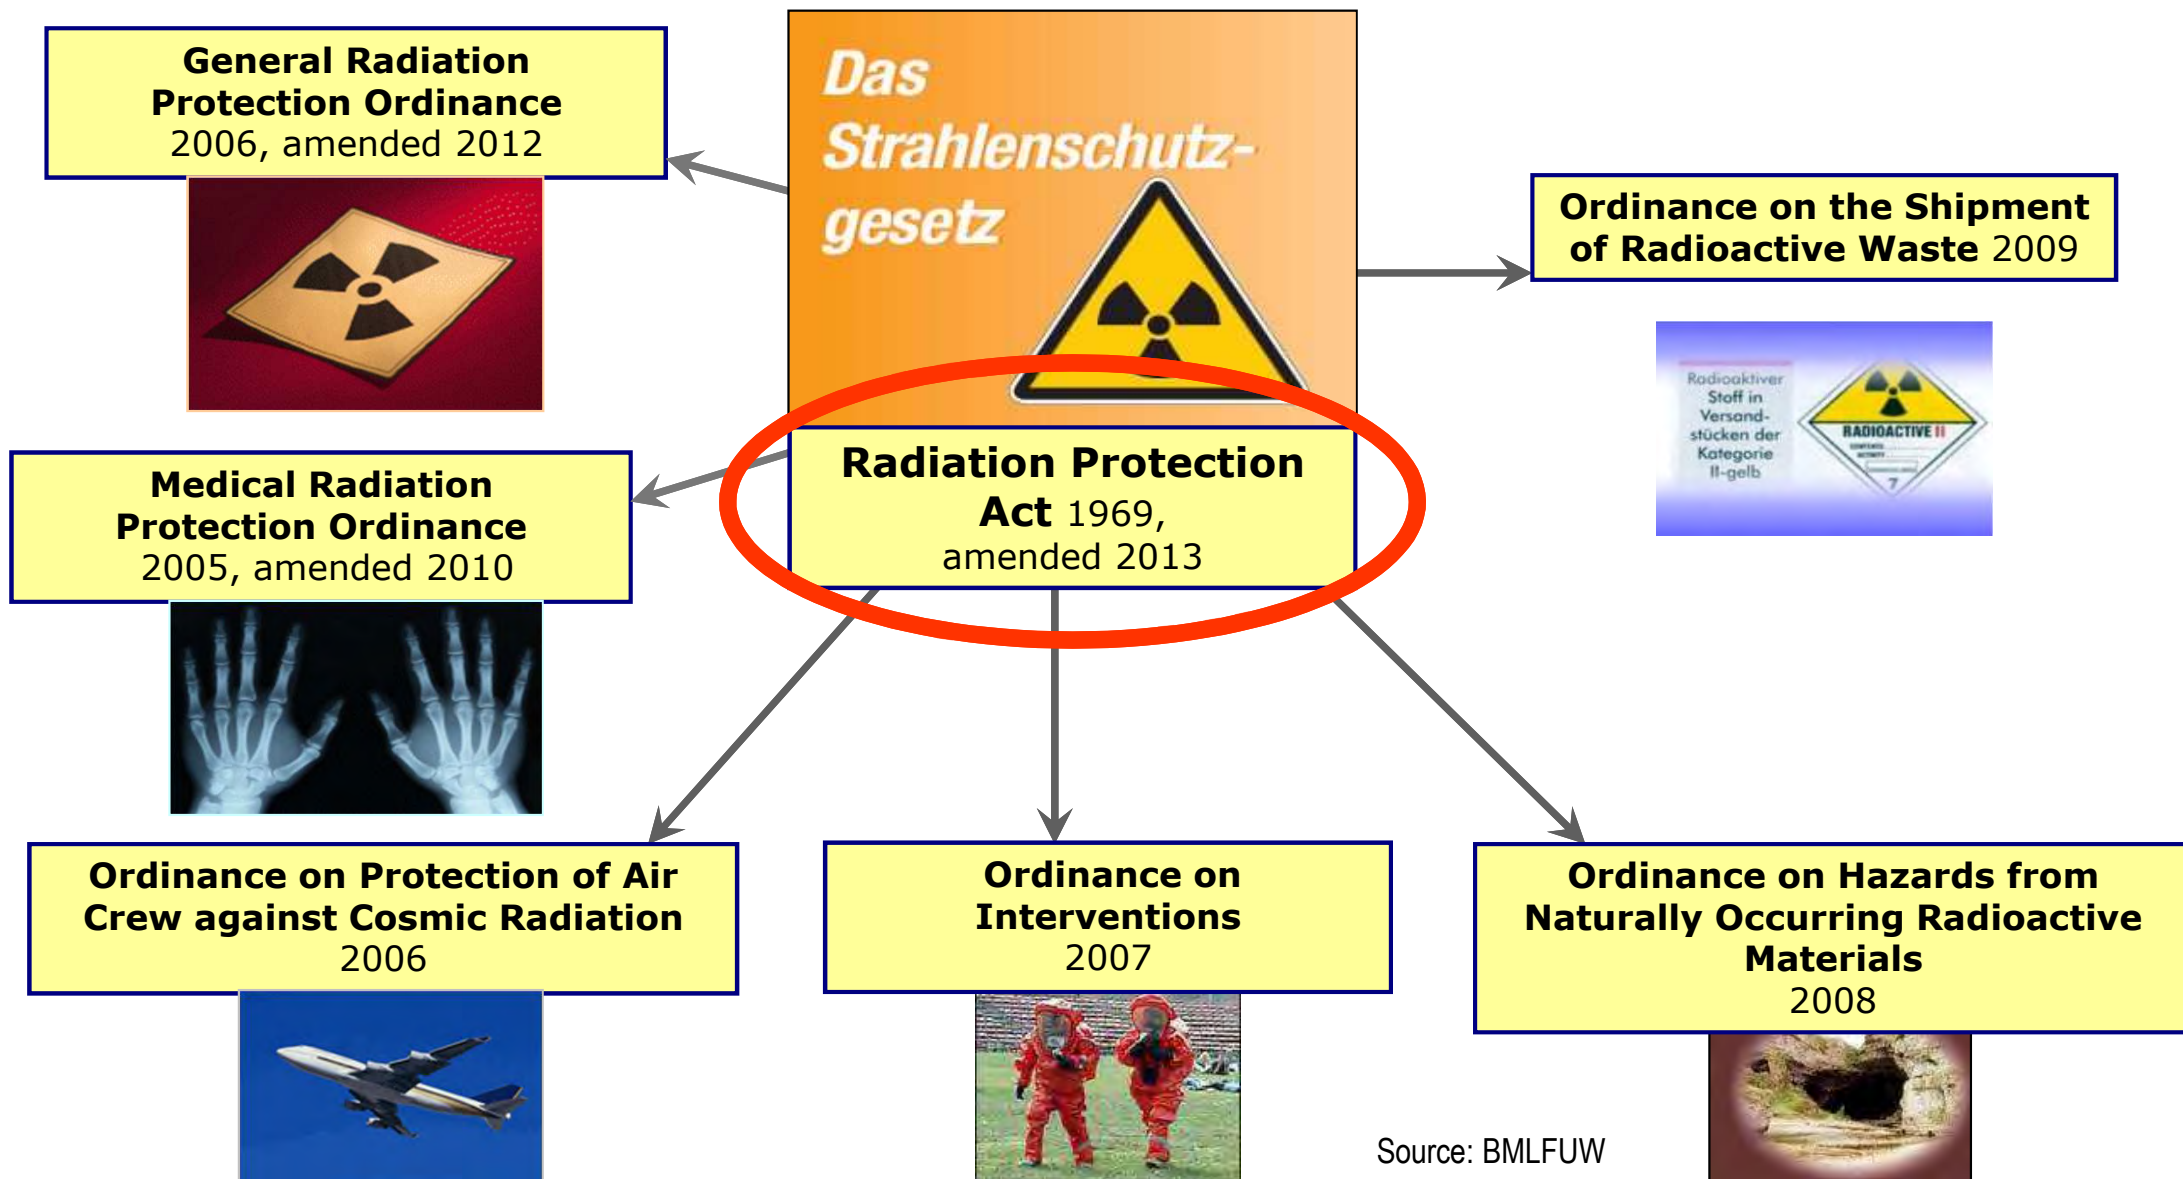 General Radiation
Protection Ordinance
2006, amended 2012
Das
Strahlenschutz-
gesetz
Ordinance on the Shipment
of Radioactive Waste 2009
Radioaktiver
Stoff in
Versand-
stücken der
Kategorie
II-gelb
RADIOACTIVE II
7
Medical Radiation
Protection Ordinance
2005, amended 2010
Radiation Protection
Act 1969,
amended 2013
Ordinance on Protection of Air
Crew against Cosmic Radiation
2006
Ordinance on
Interventions
2007
Ordinance on Hazards from
Naturally Occurring Radioactive
Materials
2008
Source: BMLFUW